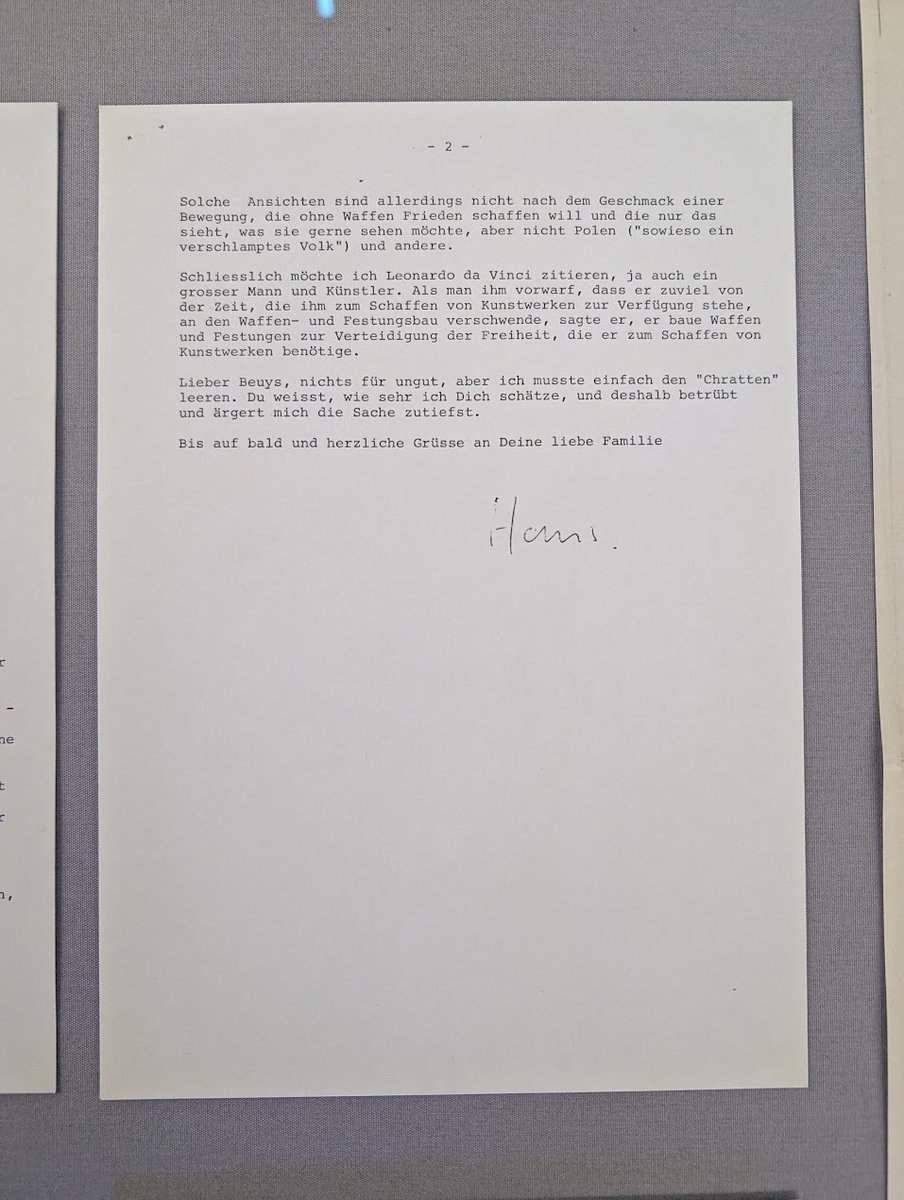 - 2 -
Solche Ansichten sind allerdings nicht nach dem Geschmack einer
Bewegung, die ohne Waffen Frieden schaffen will und die nur das
sieht, was sie gerne sehen möchte, aber nicht Polen ("sowieso ein
verschlamptes Volk") und andere.
Schliesslich möchte ich Leonardo da Vinci zitieren, ja auch ein
grosser Mann und Künstler. Als man ihm vorwarf, dass er zuviel von
der Zeit, die ihm zum Schaffen von Kunstwerken zur Verfügung stehe,
an den Waffen- und Festungsbau verschwende, sagte er, er baue Waffen
und Festungen zur Verteidigung der Freiheit, die er zum Schaffen von
Kunstwerken benötige.
Lieber Beuys, nichts für ungut, aber ich musste einfach den "Chratten"
leeren. Du weisst, wie sehr ich Dich schätze, und deshalb betrübt
und ärgert mich die Sache zutiefst.
Bis auf bald und herzliche Grüsse an Deine liebe Familie
Hans.